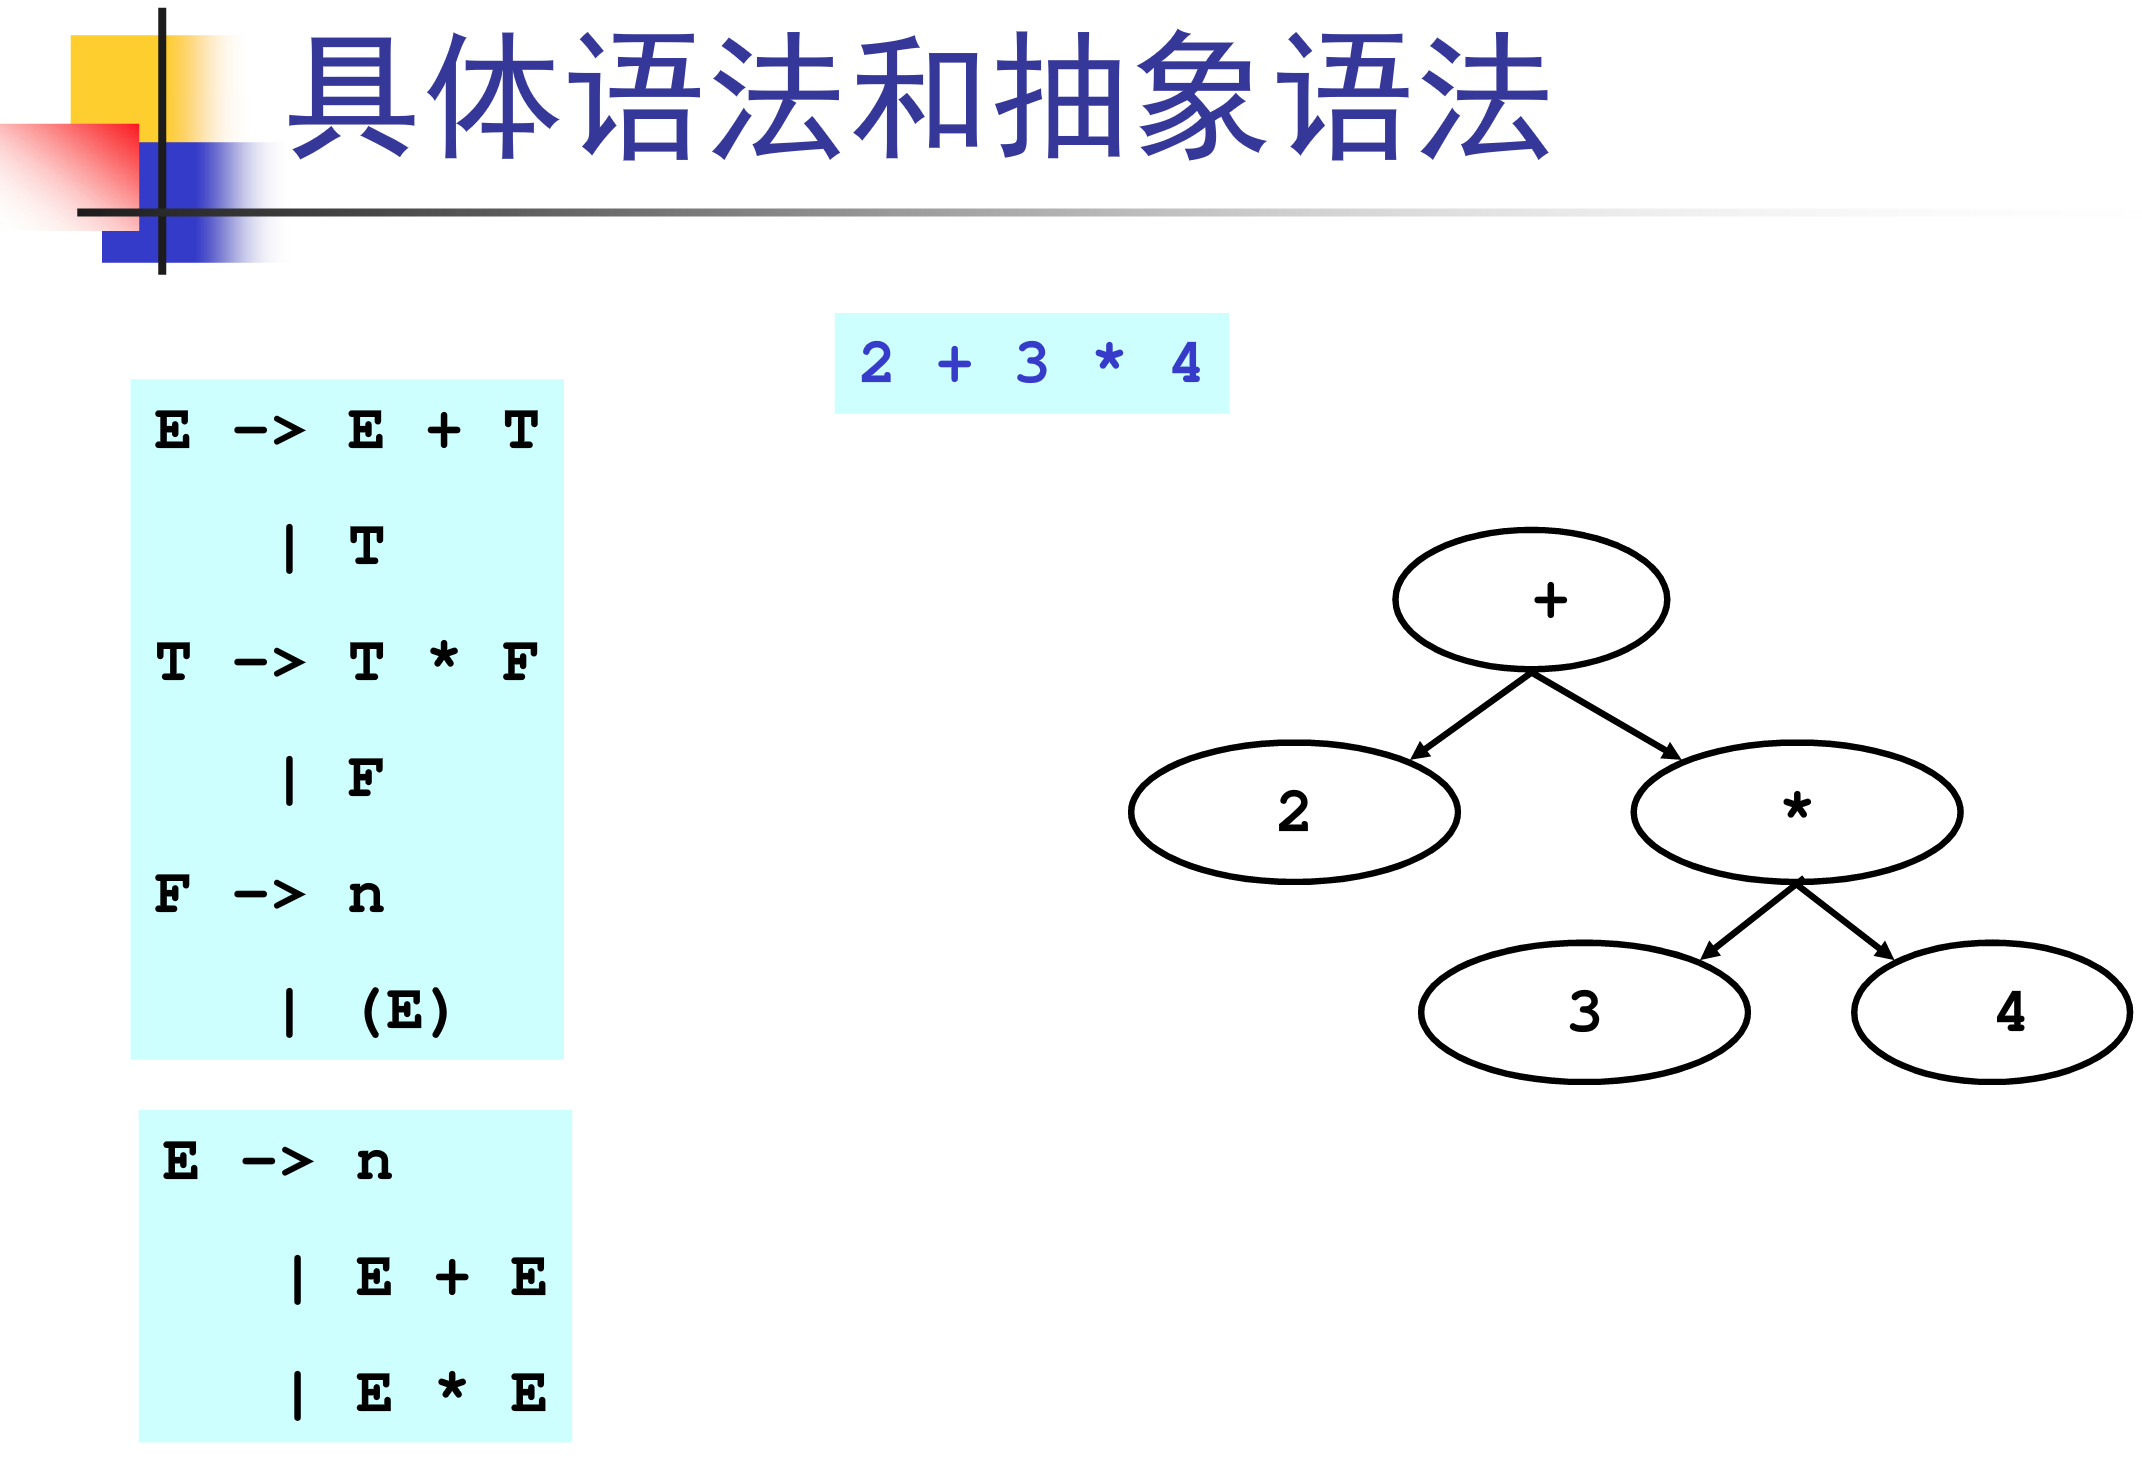 具体语法和抽象语法
2 + 3 * 4
E -> E + T
| T
T -> T * F
| F
F -> n
| (E)
E -> n
| E + E
| E * E
+
2
*
3
4